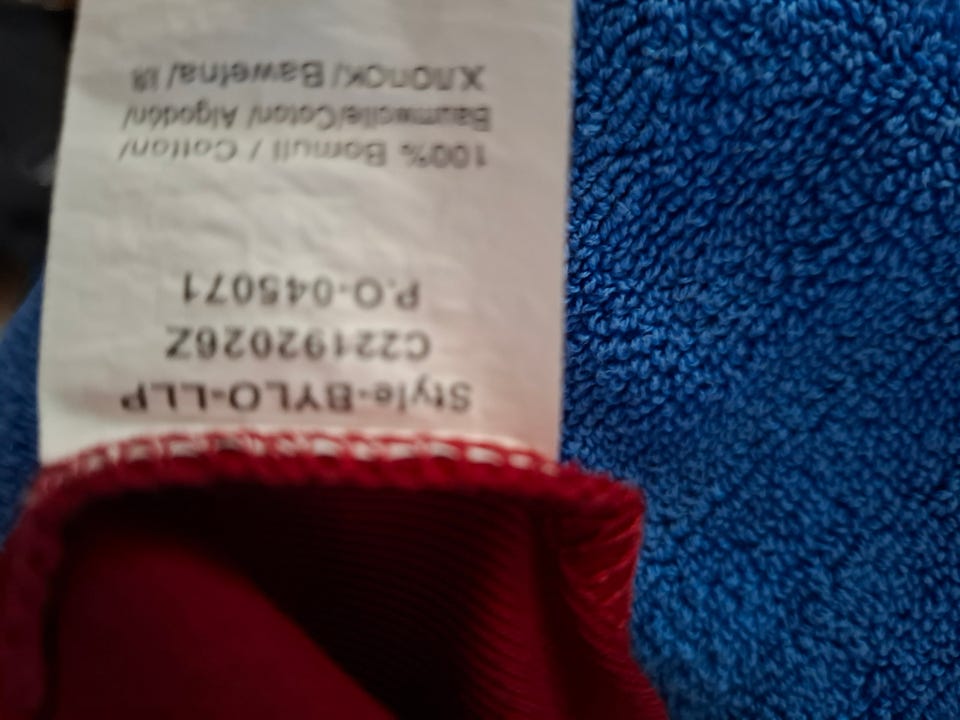 Style-BYLO-LLP
C22192026Z
P.O-045071
100% Bomull / Cotton/
Baumwolle/Coton/ Algodón/
Хлопок/ Bawełna/